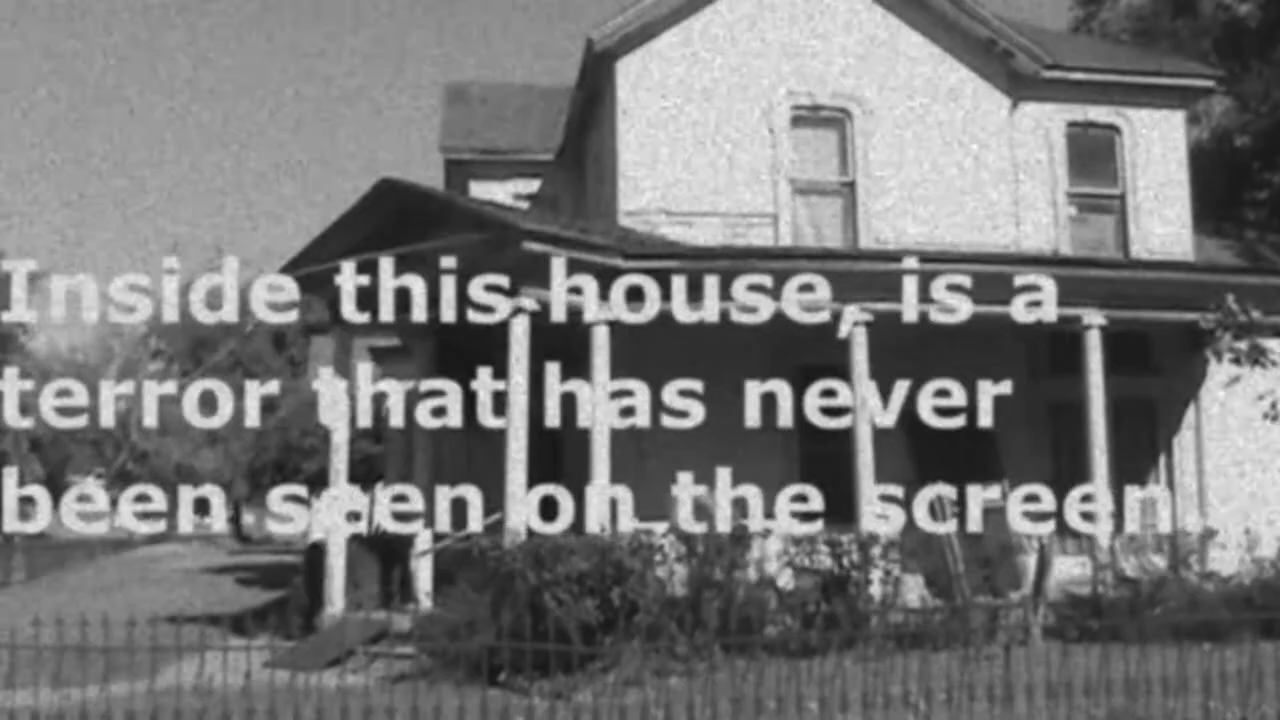 Inside this house, is a
terror that has never
been seen on the screen